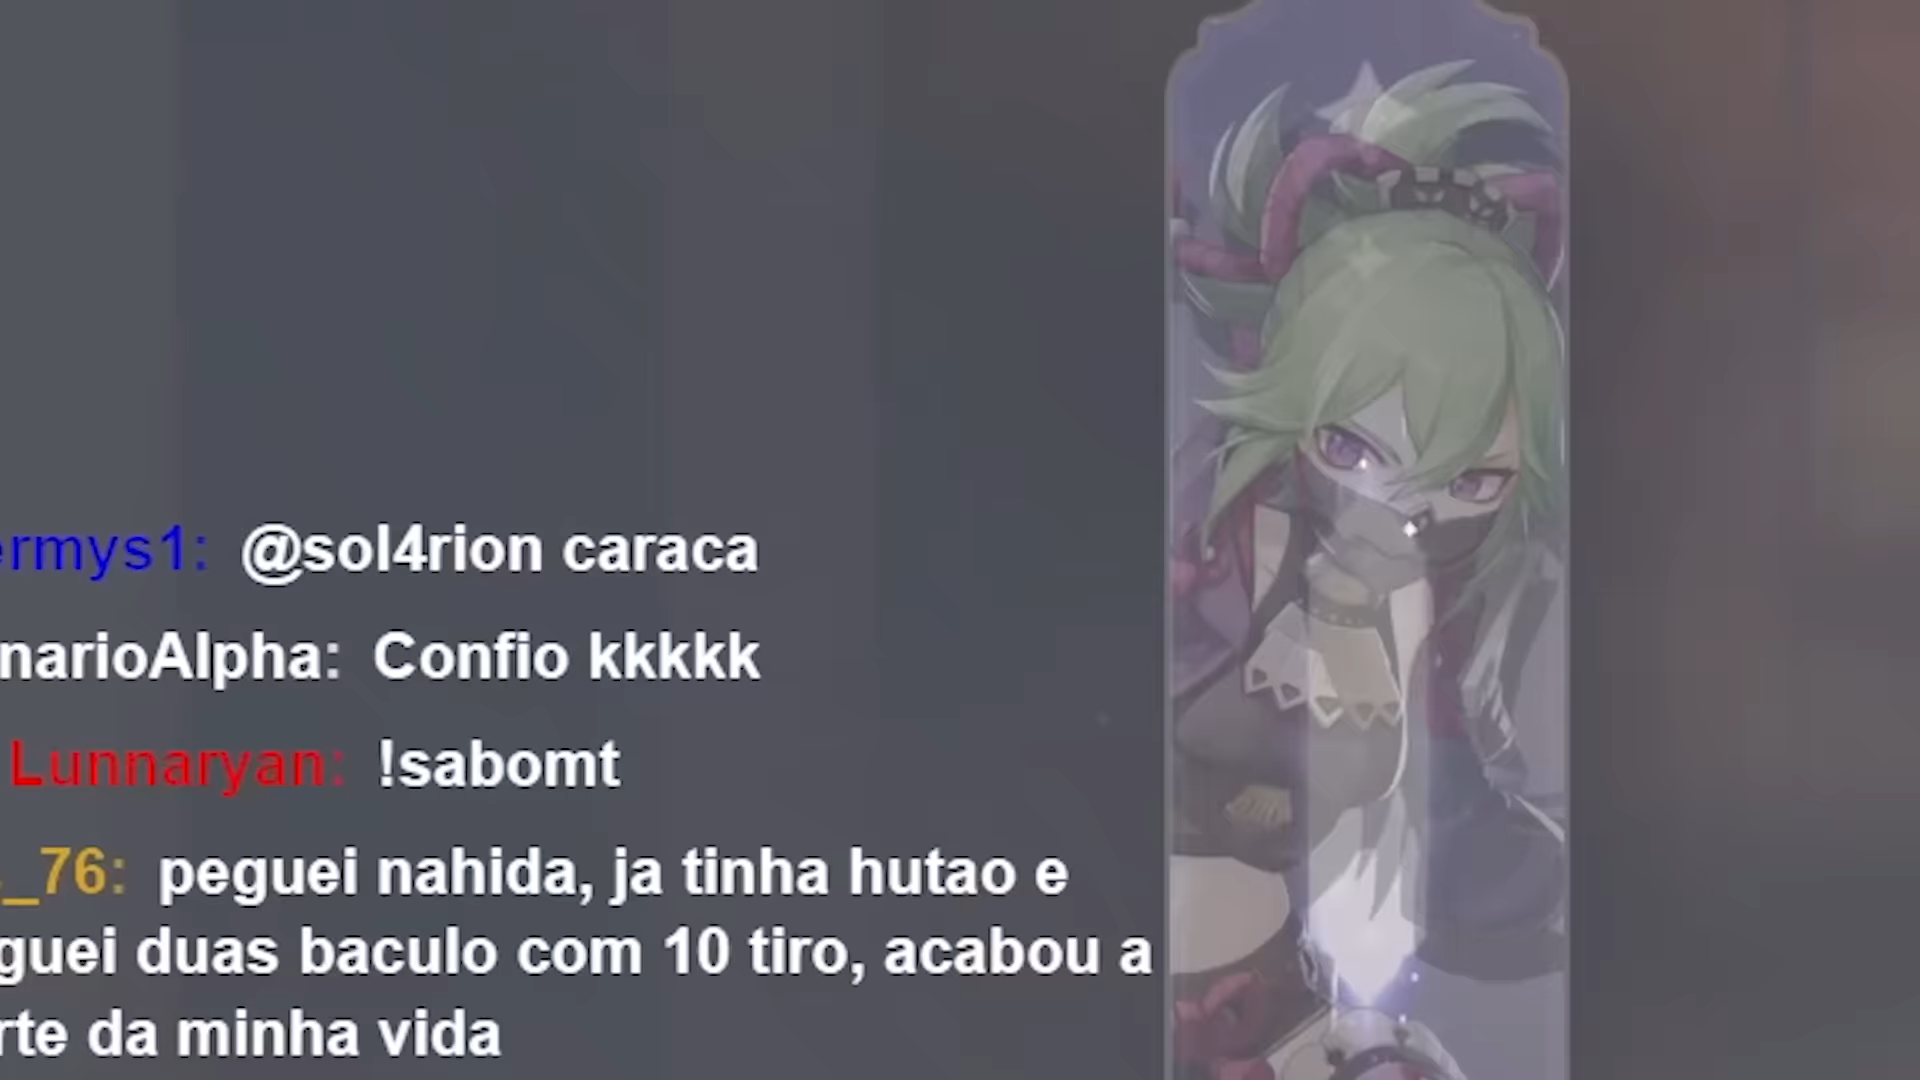 ermys1: @sol4rion caraca
narioAlpha: Confio kkkkk
Lunnaryan: !sabomt
_76: peguei nahida, ja tinha hutao e
guei duas baculo com 10 tiro, acabou a
rte da minha vida